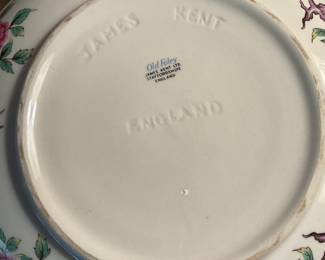 JAMES KENT
Old Foley
JAMES KENT LTD.
STAFFORDSHIRE
ENGLAND
ENGLAND